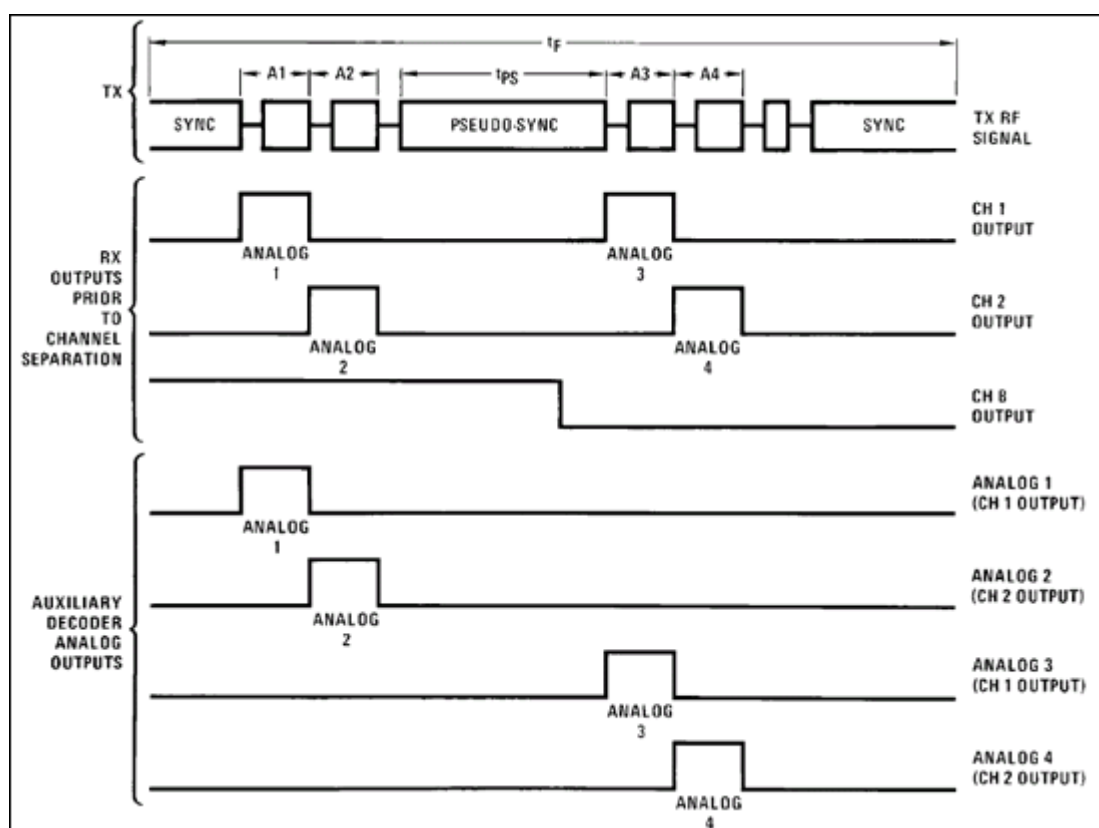 tF
A1 A2 tPS A3 A4
TX
SYNC
PSEUDO-SYNC
SYNC
TX RF
SIGNAL
RX
OUTPUTS
PRIOR
TO
CHANNEL
SEPARATION
ANALOG
1
ANALOG
3
CH 1
OUTPUT
ANALOG
2
ANALOG
4
CH 2
OUTPUT
CH 8
OUTPUT
AUXILIARY
DECODER
ANALOG
OUTPUTS
ANALOG
1
ANALOG 1
(CH 1 OUTPUT)
ANALOG
2
ANALOG 2
(CH 2 OUTPUT)
ANALOG
3
ANALOG 3
(CH 1 OUTPUT)
ANALOG
4
ANALOG 4
(CH 2 OUTPUT)